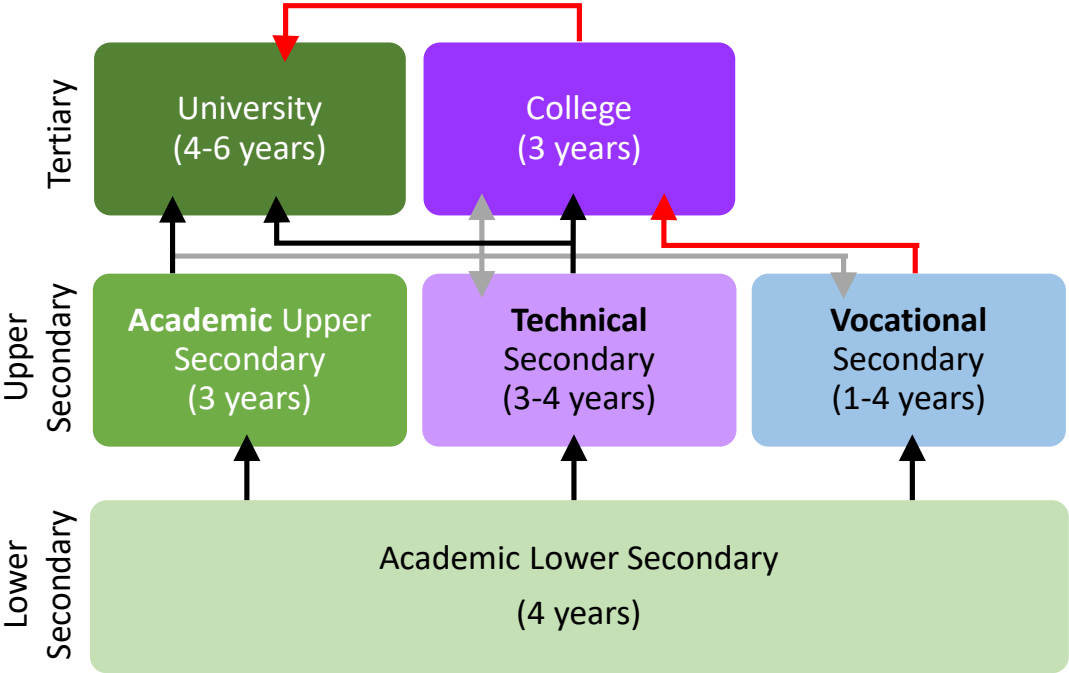 Tertiary
University
(4-6 years)
College
(3 years)
Upper
Secondary
Academic Upper
Secondary
(3 years)
Technical
Secondary
(3-4 years)
Vocational
Secondary
(1-4 years)
Lower
Secondary
Academic Lower Secondary
(4 years)